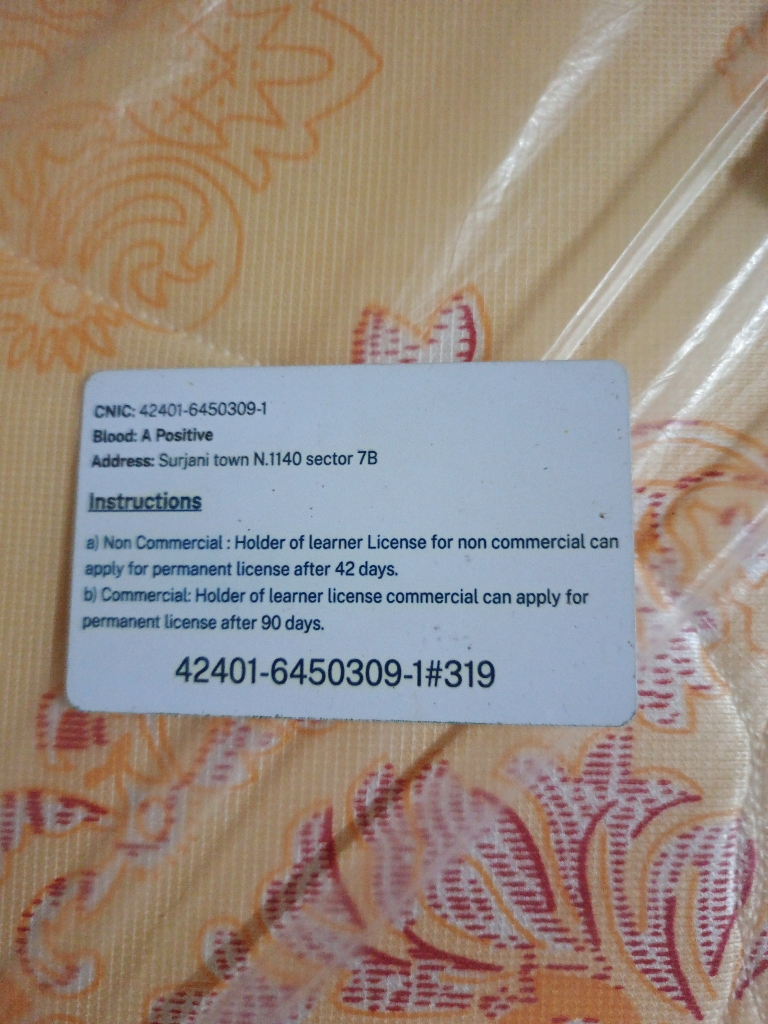 CNIC: 42401-6450309-1
Blood: A Positive
Address: Surjani town N.1140 sector 7B
Instructions
a) Non Commercial : Holder of learner License for non commercial can
apply for permanent license after 42 days.
b) Commercial: Holder of learner license commercial can apply for
permanent license after 90 days.
42401-6450309-1#319